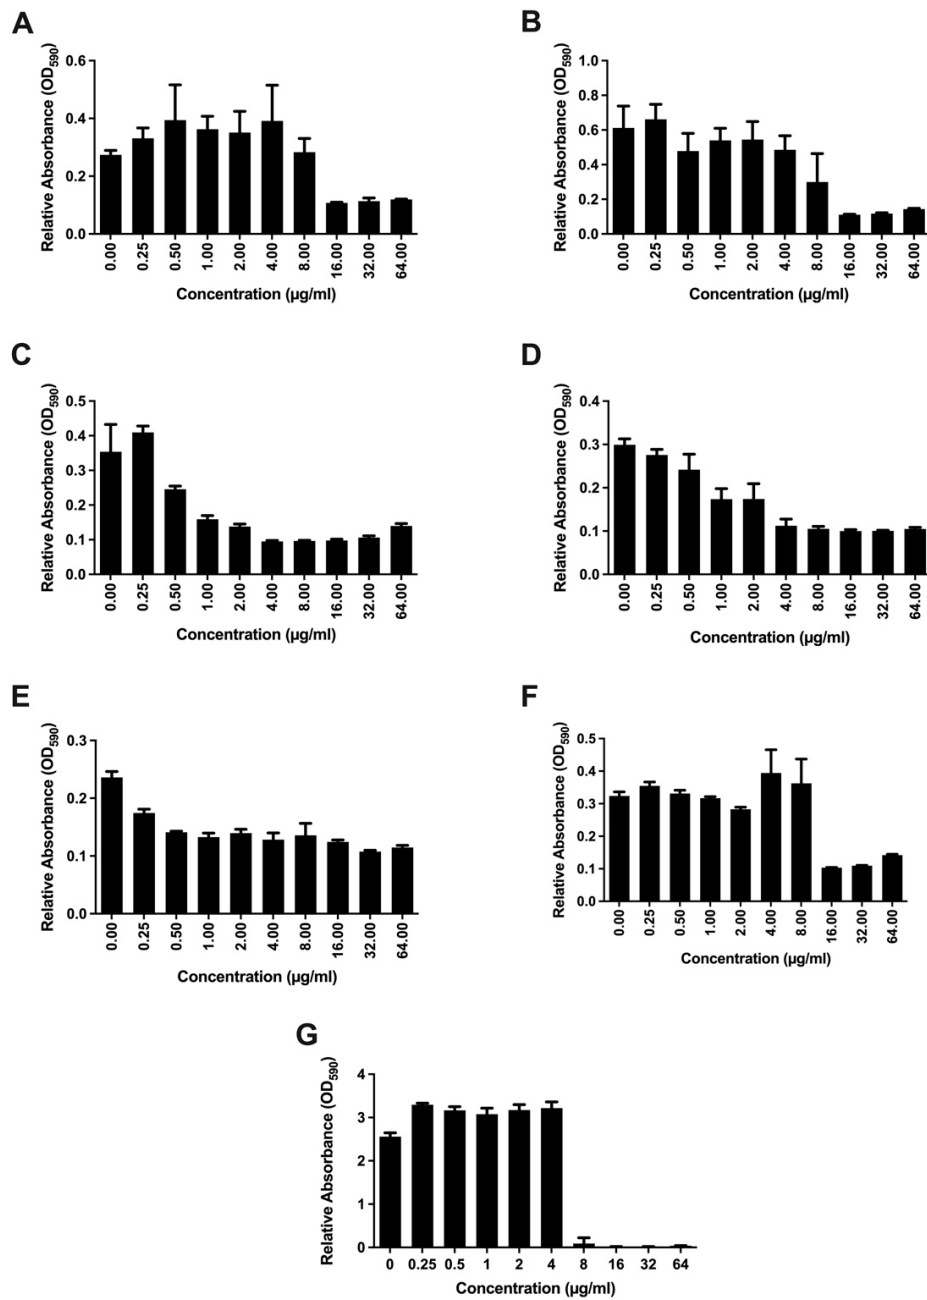 A
Relative Absorbance (OD590)
0.6
0.4
0.2
0.0
0.00 0.25 0.50 1.00 2.00 4.00 8.00 16.00 32.00 64.00
Concentration (µg/ml)
B
Relative Absorbance (OD590)
1.0
0.8
0.6
0.4
0.2
0.0
0.00 0.25 0.50 1.00 2.00 4.00 8.00 16.00 32.00 64.00
Concentration (µg/ml)
C
Relative Absorbance (OD590)
0.5
0.4
0.3
0.2
0.1
0.0
0.00 0.25 0.50 1.00 2.00 4.00 8.00 16.00 32.00 64.00
Concentration (µg/ml)
D
Relative Absorbance (OD590)
0.4
0.3
0.2
0.1
0.0
0.00 0.25 0.50 1.00 2.00 4.00 8.00 16.00 32.00 64.00
Concentration (µg/ml)
E
Relative Absorbance (OD590)
0.3
0.2
0.1
0.0
0.00 0.25 0.50 1.00 2.00 4.00 8.00 16.00 32.00 64.00
Concentration (µg/ml)
F
Relative Absorbance (OD590)
0.5
0.4
0.3
0.2
0.1
0.0
0.00 0.25 0.50 1.00 2.00 4.00 8.00 16.00 32.00 64.00
Concentration (µg/ml)
G
Relative Absorbance (OD590)
4
3
2
1
0
0 0.25 0.5 1 2 4 8 16 32 64
Concentration (µg/ml)